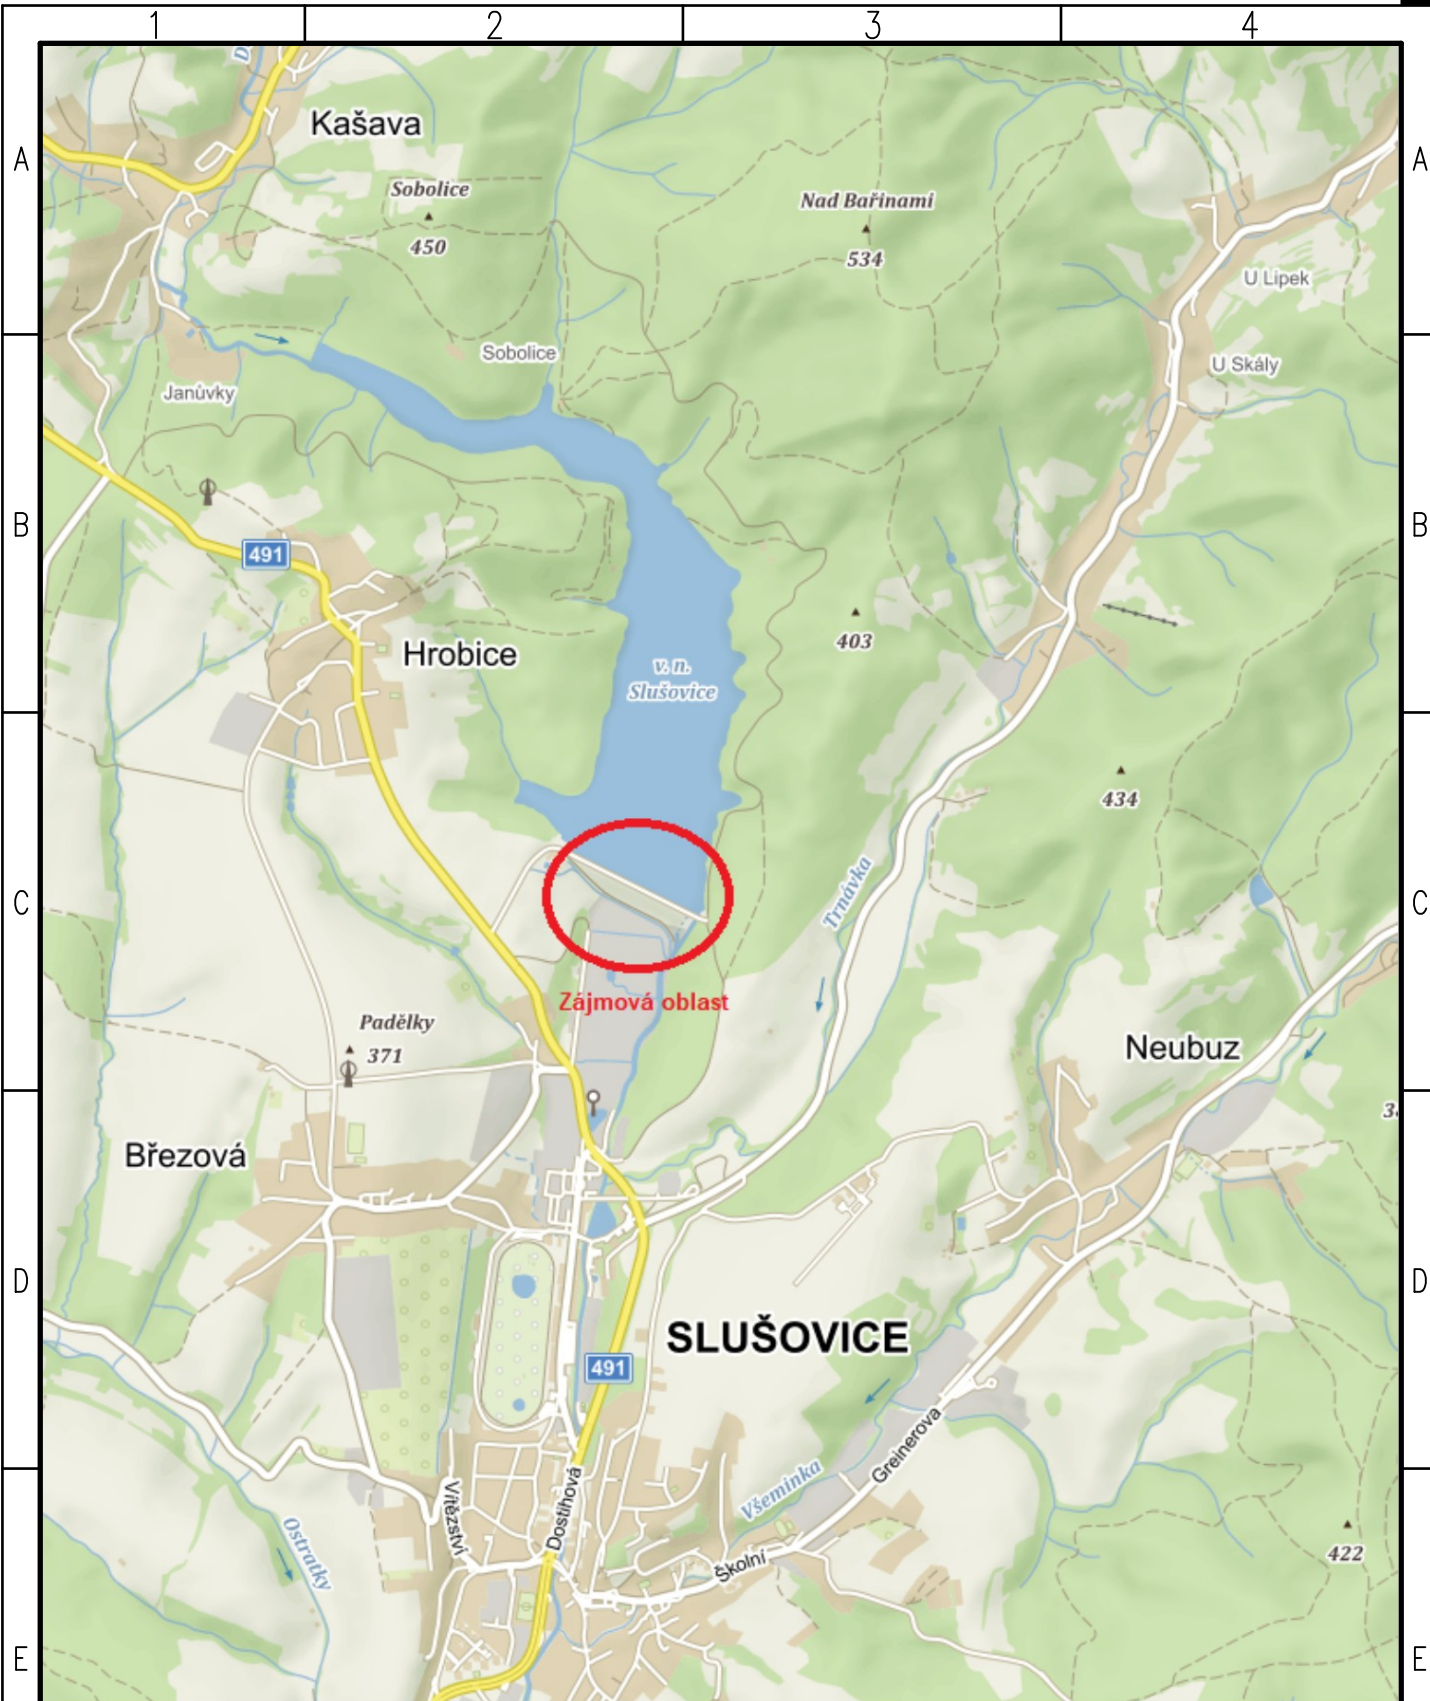 1 2 3 4
D
Kašava
A
A
Sobolice
450
Nad Bařinami
534
U Lipek
Sobolice
U Skály
Janůvky
B
B
491
Hrobice
403
v. n.
Slušovice
434
Trnávka
C
C
Zájmová oblast
Padělky
371
Neubuz
3
Březová
D
D
SLUŠOVICE
491
Greinerova
Všeminka
Vítězství
Dostihová
Ostratky
Školní
422
E
E